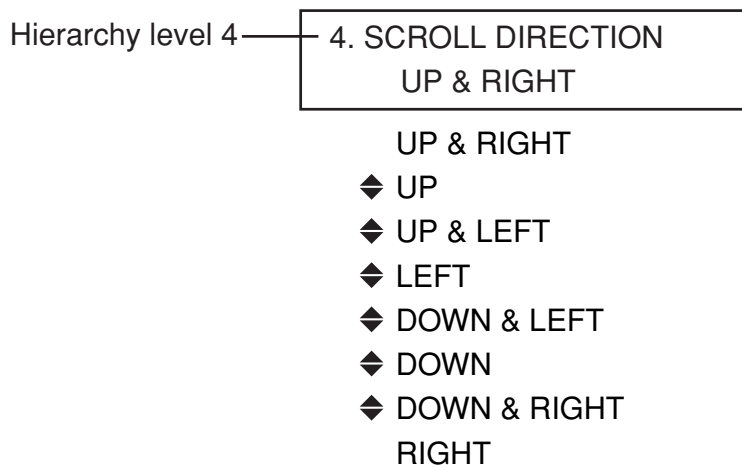 Hierarchy level 4
4. SCROLL DIRECTION
UP & RIGHT
UP & RIGHT
UP
UP & LEFT
LEFT
DOWN & LEFT
DOWN
DOWN & RIGHT
RIGHT